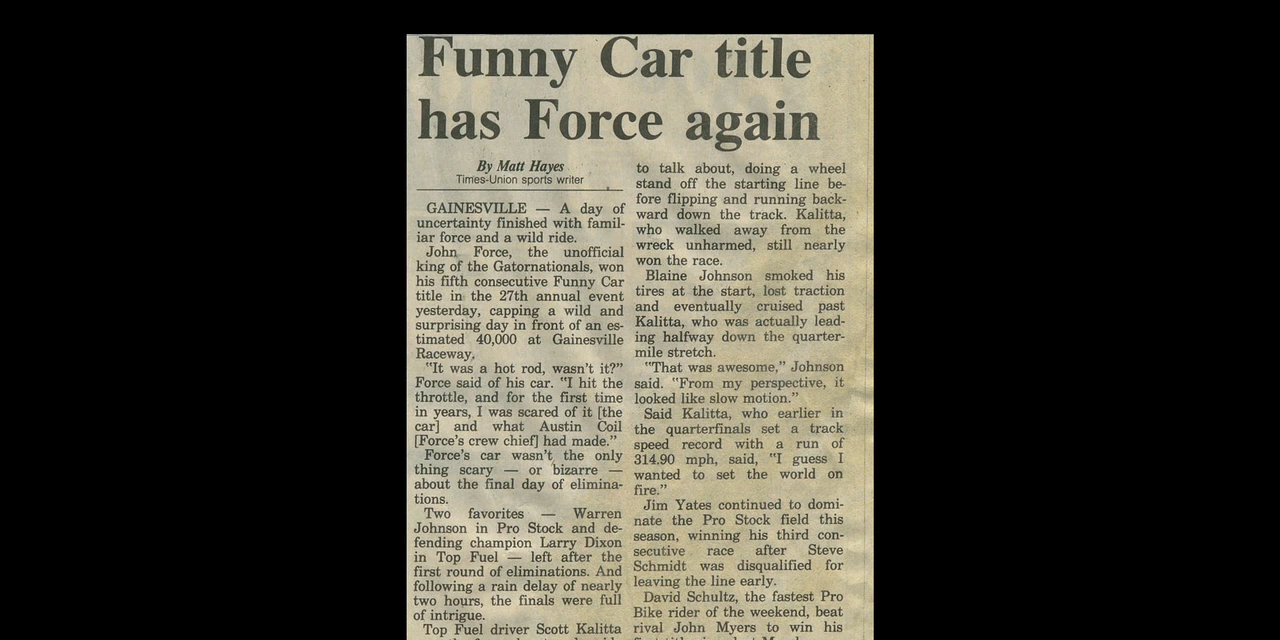 Funny Car title
has Force again
By Matt Hayes
Times-Union sports writer
GAINESVILLE — A day of
uncertainty finished with famil-
iar force and a wild ride.
John Force, the unofficial
king of the Gatornationals, won
his fifth consecutive Funny Car
title in the 27th annual event
yesterday, capping a wild and
surprising day in front of an es-
timated 40,000 at Gainesville
Raceway.
"It was a hot rod, wasn't it?"
Force said of his car. "I hit the
throttle, and for the first time
in years, I was scared of it [the
car] and what Austin Coil
[Force's crew chief] had made."
Force's car wasn't the only
thing scary — or bizarre —
about the final day of elimina-
tions.
Two favorites — Warren
Johnson in Pro Stock and de-
fending champion Larry Dixon
in Top Fuel — left after the
first round of eliminations. And
following a rain delay of nearly
two hours, the finals were full
of intrigue.
Top Fuel driver Scott Kalitta
to talk about, doing a wheel
stand off the starting line be-
fore flipping and running back-
ward down the track. Kalitta,
who walked away from the
wreck unharmed, still nearly
won the race.
Blaine Johnson smoked his
tires at the start, lost traction
and eventually cruised past
Kalitta, who was actually lead-
ing halfway down the quarter-
mile stretch.
"That was awesome," Johnson
said. "From my perspective, it
looked like slow motion."
Said Kalitta, who earlier in
the quarterfinals set a track
speed record with a run of
314.90 mph, said, "I guess I
wanted to set the world on
fire."
Jim Yates continued to domi-
nate the Pro Stock field this
season, winning his third con-
secutive race after Steve
Schmidt was disqualified for
leaving the line early.
David Schultz, the fastest Pro
Bike rider of the weekend, beat
rival John Myers to win his